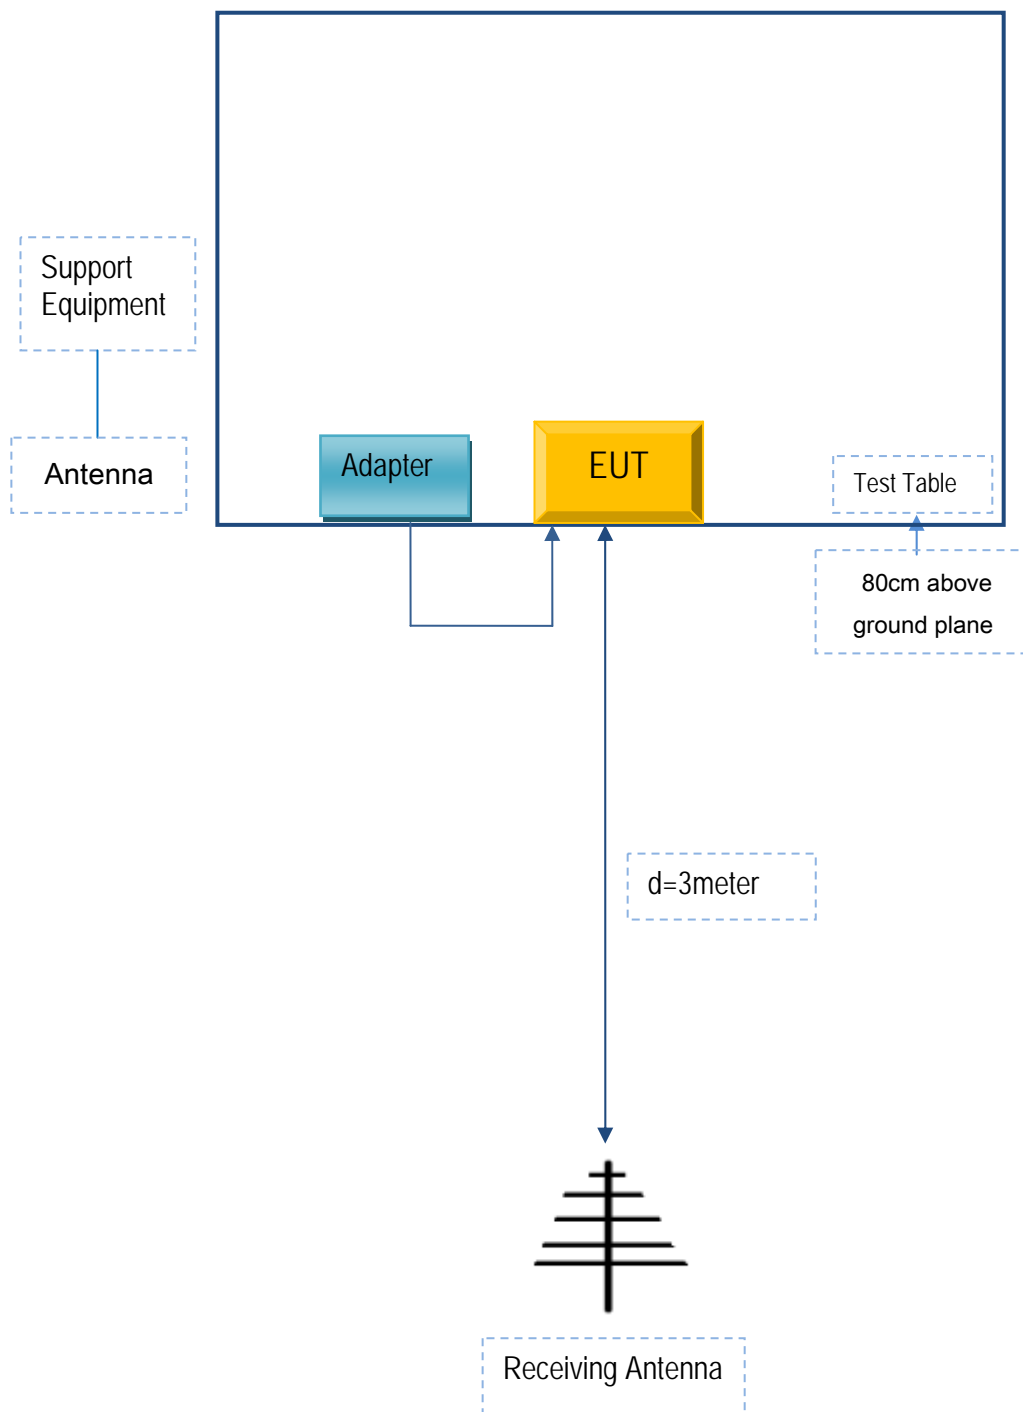 Support
Equipment
Antenna
Adapter
EUT
Test Table
80cm above
ground plane
d=3meter
Receiving Antenna